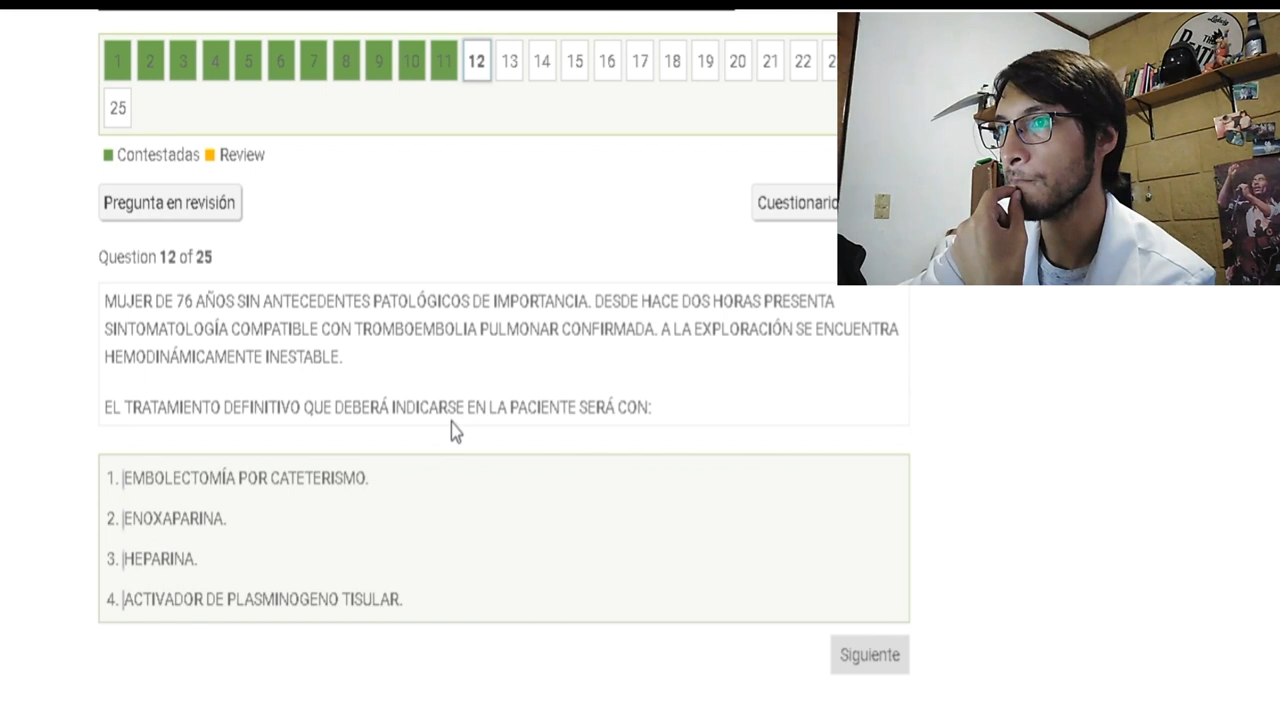 1 2 3 4 5 6 7 8 9 10 11 12 13 14 15 16 17 18 19 20 21 22 2
25
Contestadas Review
Pregunta en revisión Cuestionario
Question 12 of 25
MUJER DE 76 AÑOS SIN ANTECEDENTES PATOLÓGICOS DE IMPORTANCIA. DESDE HACE DOS HORAS PRESENTA
SINTOMATOLOGÍA COMPATIBLE CON TROMBOEMBOLIA PULMONAR CONFIRMADA. A LA EXPLORACIÓN SE ENCUENTRA
HEMODINÁMICAMENTE INESTABLE.
EL TRATAMIENTO DEFINITIVO QUE DEBERÁ INDICARSE EN LA PACIENTE SERÁ CON:
1. EMBOLECTOMÍA POR CATETERISMO.
2. ENOXAPARINA.
3. HEPARINA.
4. ACTIVADOR DE PLASMINOGENO TISULAR.
Siguiente
Ludwig
THE